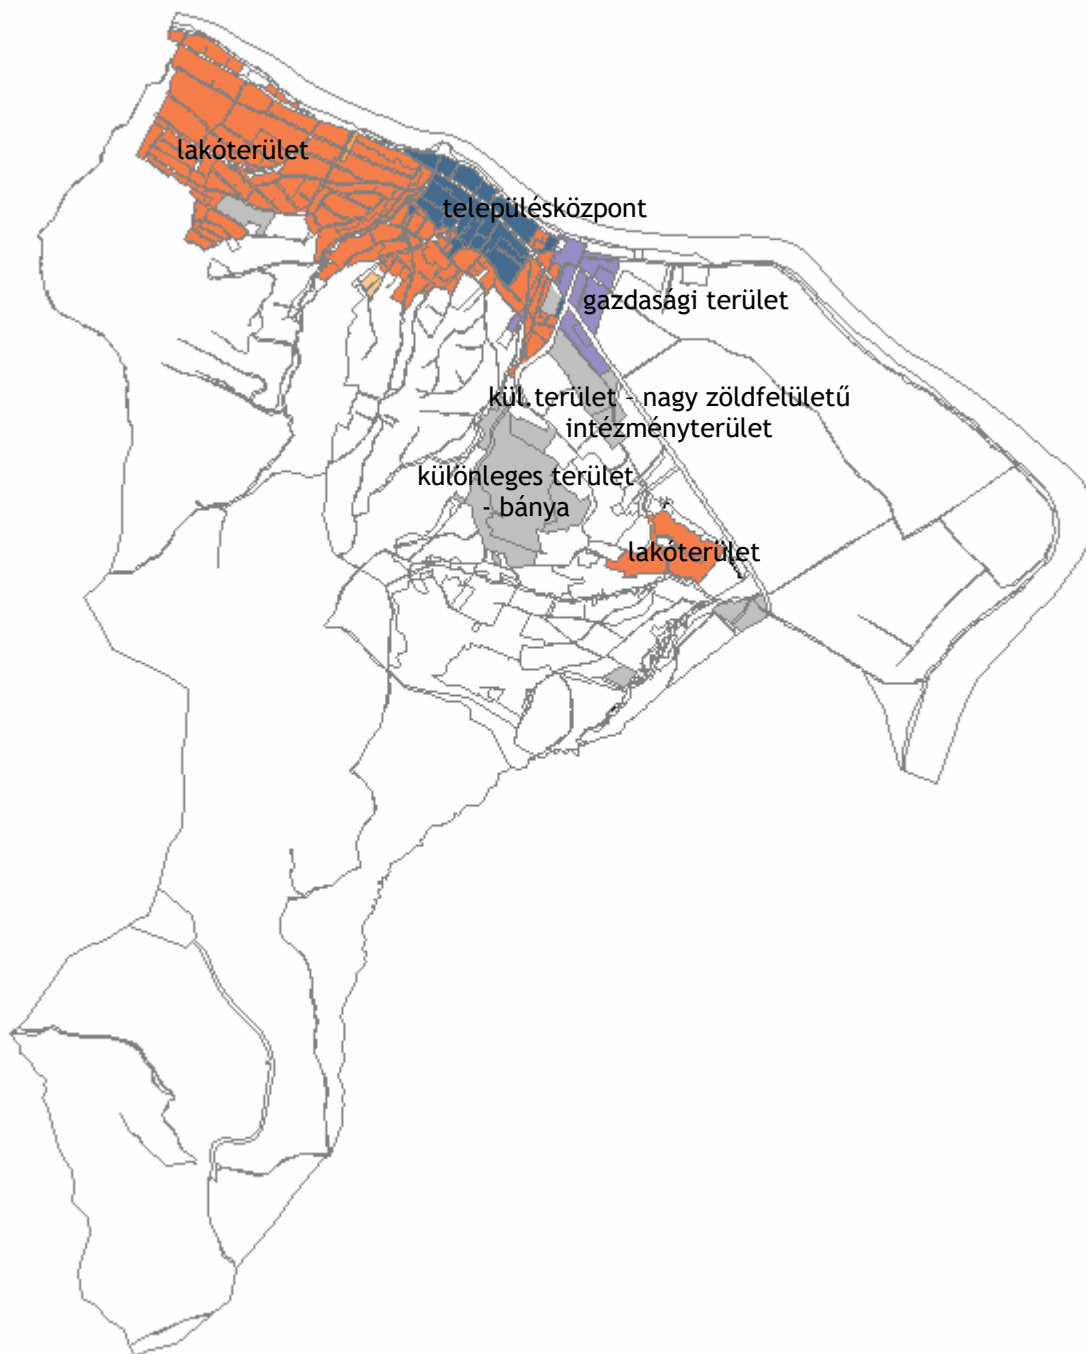 lakóterület
településközpont
gazdasági terület
kül.terület - nagy zöldfelületű
intézményterület
különleges terület
- bánya
lakóterület